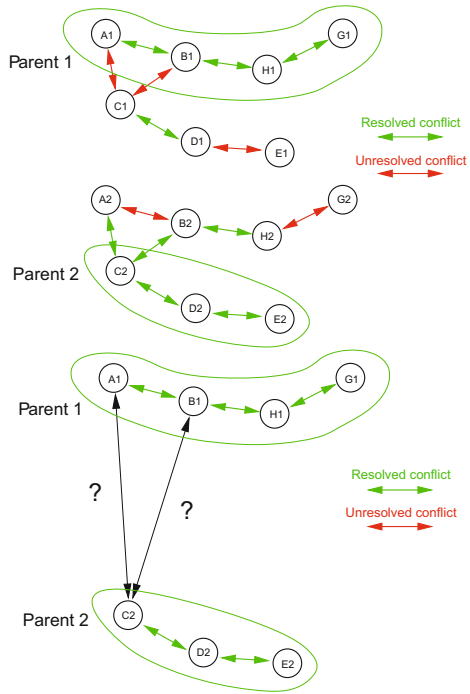 A1
G1
B1
Parent 1
H1
C1
Resolved conflict
D1
E1
Unresolved conflict
A2
G2
B2
H2
Parent 2
C2
D2
E2
A1
G1
B1
Parent 1
H1
Resolved conflict
?
?
Unresolved conflict
C2
Parent 2
D2
E2